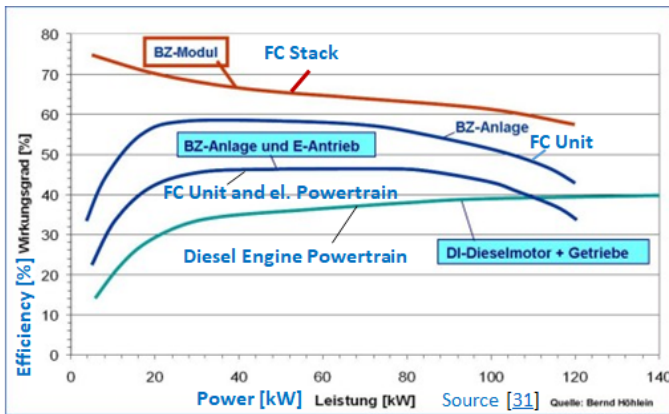 Efficiency [%] Wirkungsgrad [%]
80
70
60
50
40
30
20
10
0
BZ-Modul
FC Stack
BZ-Anlage
FC Unit
BZ-Anlage und E-Antrieb
FC Unit and el. Powertrain
Diesel Engine Powertrain
DI-Dieselmotor + Getriebe
0 20 40 60 80 100 120 140
Power [kW] Leistung [kW] Source [31] Quelle: Bernd Höhlein